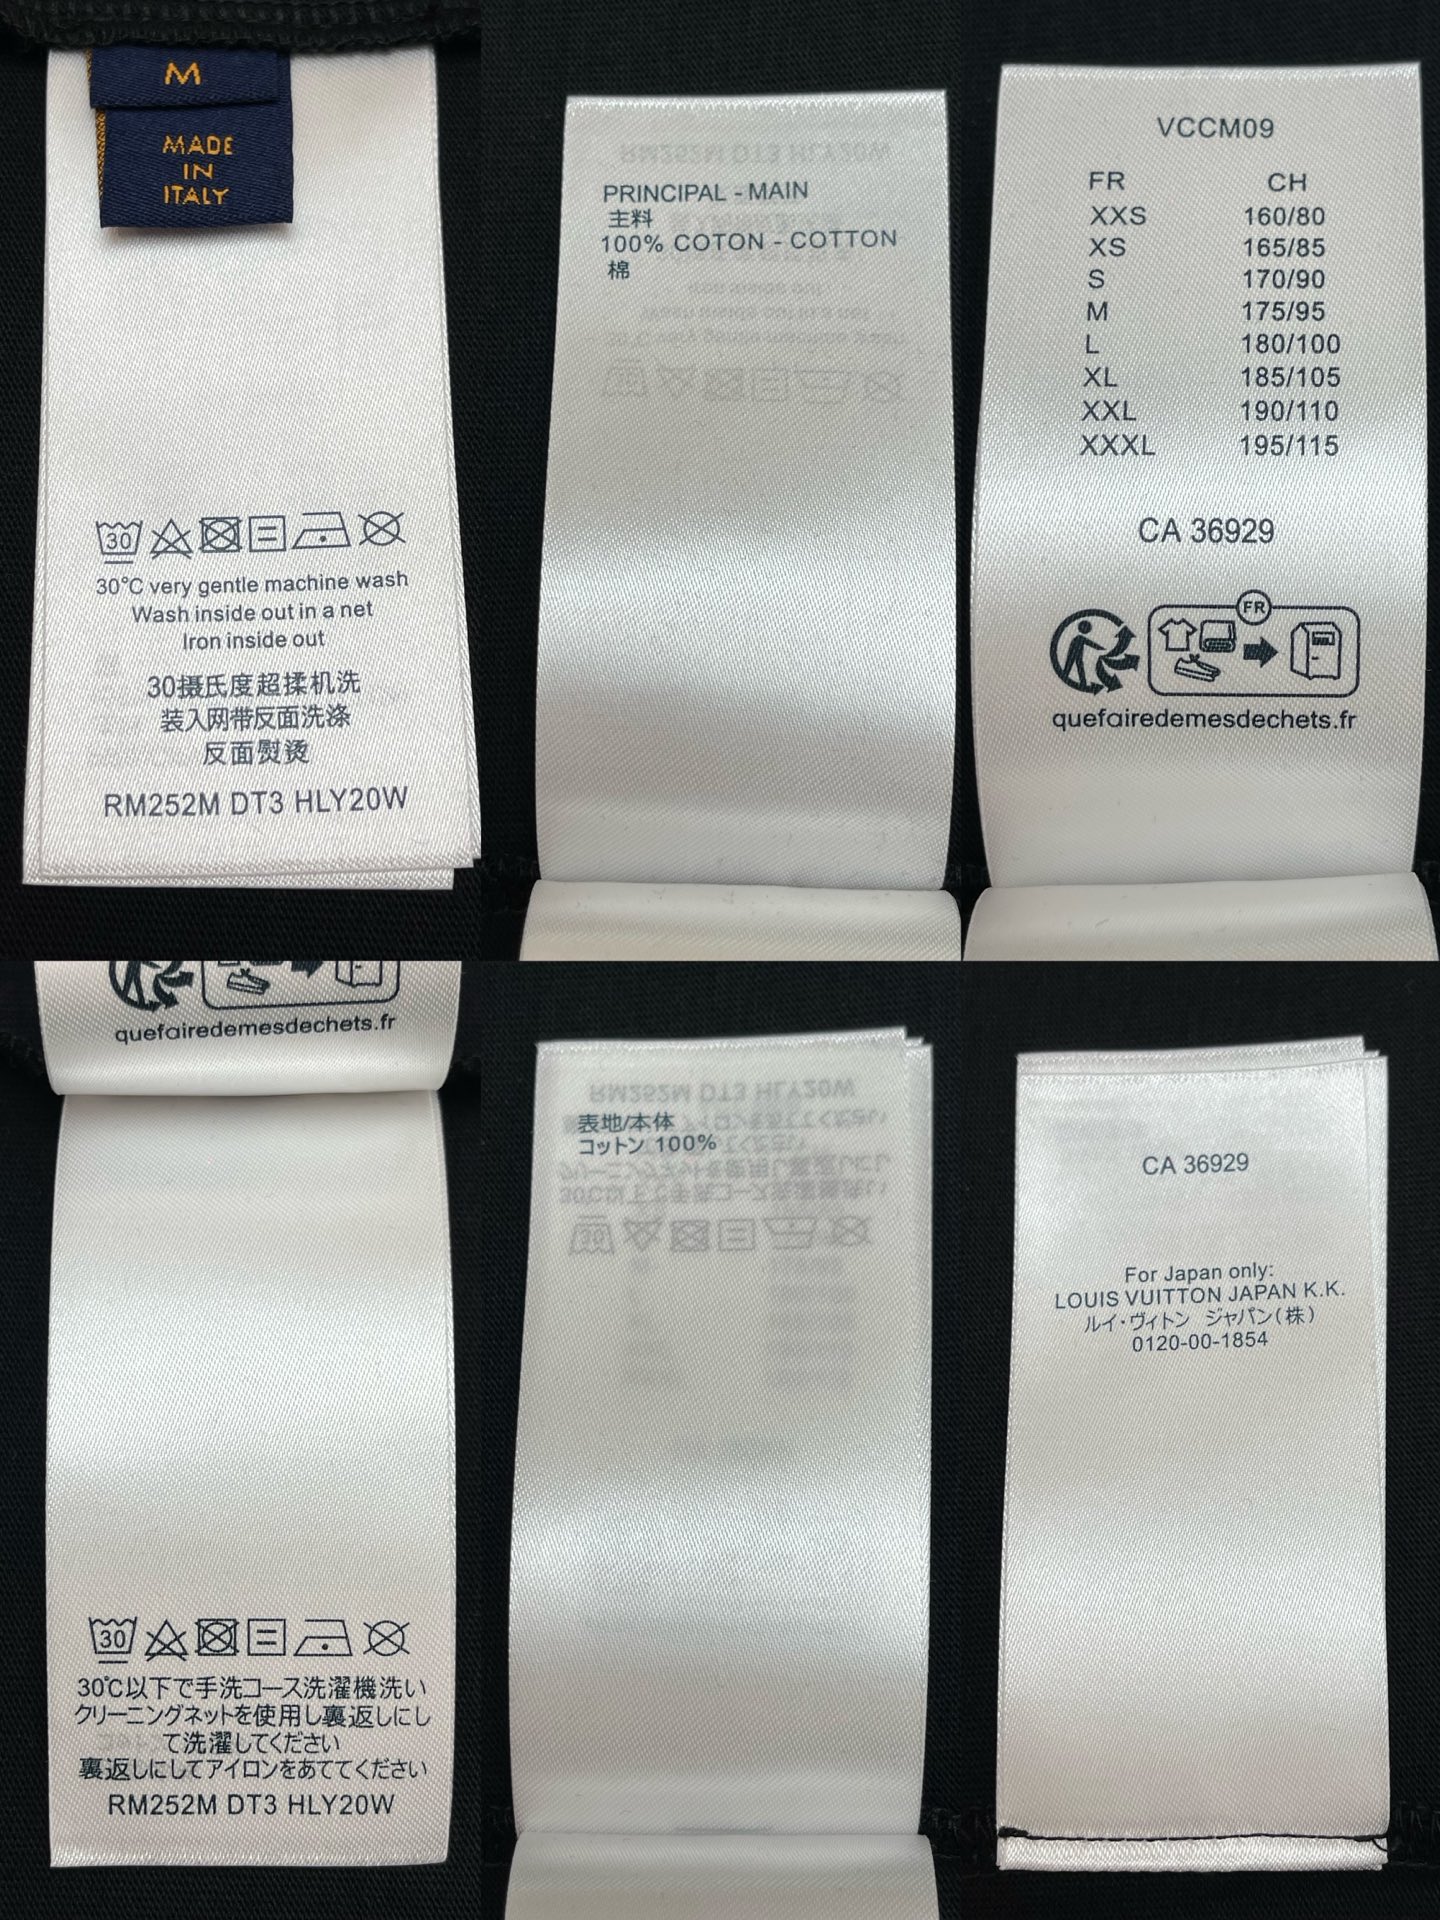 M
MADE
IN
ITALY
30
30°C very gentle machine wash
Wash inside out in a net
Iron inside out
30摄氏度超揉机洗
装入网带反面洗涤
反面熨烫
RM252M DT3 HLY20W
RM252M DT3 HLY20W
PRINCIPAL - MAIN
主料
100% COTON - COTTON
棉
VCCM09
FR CH
XXS 160/80
XS 165/85
S 170/90
M 175/95
L 180/100
XL 185/105
XXL 190/110
XXXL 195/115
CA 36929
FR
quefairedemesdechets.fr
quefairedemesdechets.fr
30
30℃以下で手洗コース洗濯機洗い
クリーニングネットを使用し裏返しにし
て洗濯してください
裏返しにしてアイロンをあててください
RM252M DT3 HLY20W
RM252M DT3 HLY20W
表地/本体
コットン 100%
CA 36929
For Japan only:
LOUIS VUITTON JAPAN K.K.
ルイ・ヴィトン ジャパン(株)
0120-00-1854